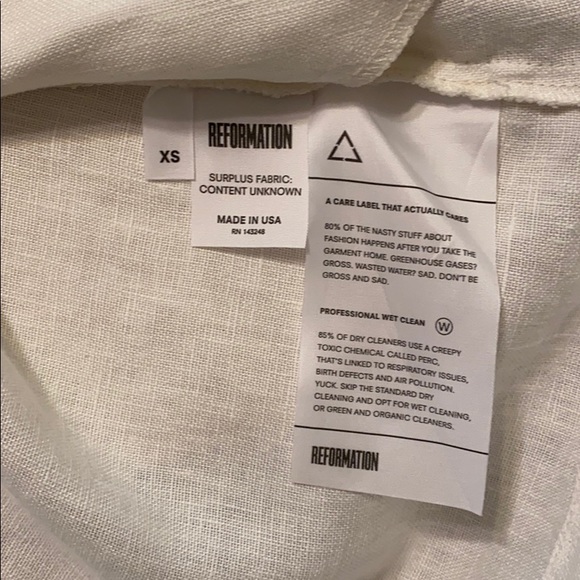 XS
REFORMATION
SURPLUS FABRIC:
CONTENT UNKNOWN
MADE IN USA
RN 143248
A CARE LABEL THAT ACTUALLY CARES
80% OF THE NASTY STUFF ABOUT
FASHION HAPPENS AFTER YOU TAKE THE
GARMENT HOME. GREENHOUSE GASES?
GROSS. WASTED WATER? SAD. DON'T BE
GROSS AND SAD.
PROFESSIONAL WET CLEAN W
85% OF DRY CLEANERS USE A CREEPY
TOXIC CHEMICAL CALLED PERC,
THAT'S LINKED TO RESPIRATORY ISSUES,
BIRTH DEFECTS AND AIR POLLUTION.
YUCK. SKIP THE STANDARD DRY
CLEANING AND OPT FOR WET CLEANING,
OR GREEN AND ORGANIC CLEANERS.
REFORMATION